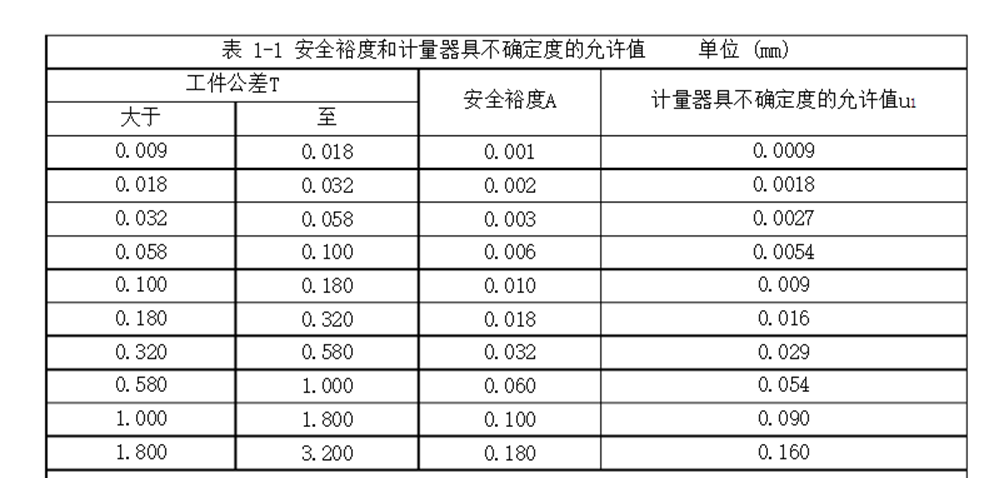 表 1-1 安全裕度和计量器具不确定度的允许值 单位 (mm)
工件公差T 安全裕度A 计量器具不确定度的允许值u1
大于 至
0.009 0.018 0.001 0.0009
0.018 0.032 0.002 0.0018
0.032 0.058 0.003 0.0027
0.058 0.100 0.006 0.0054
0.100 0.180 0.010 0.009
0.180 0.320 0.018 0.016
0.320 0.580 0.032 0.029
0.580 1.000 0.060 0.054
1.000 1.800 0.100 0.090
1.800 3.200 0.180 0.160